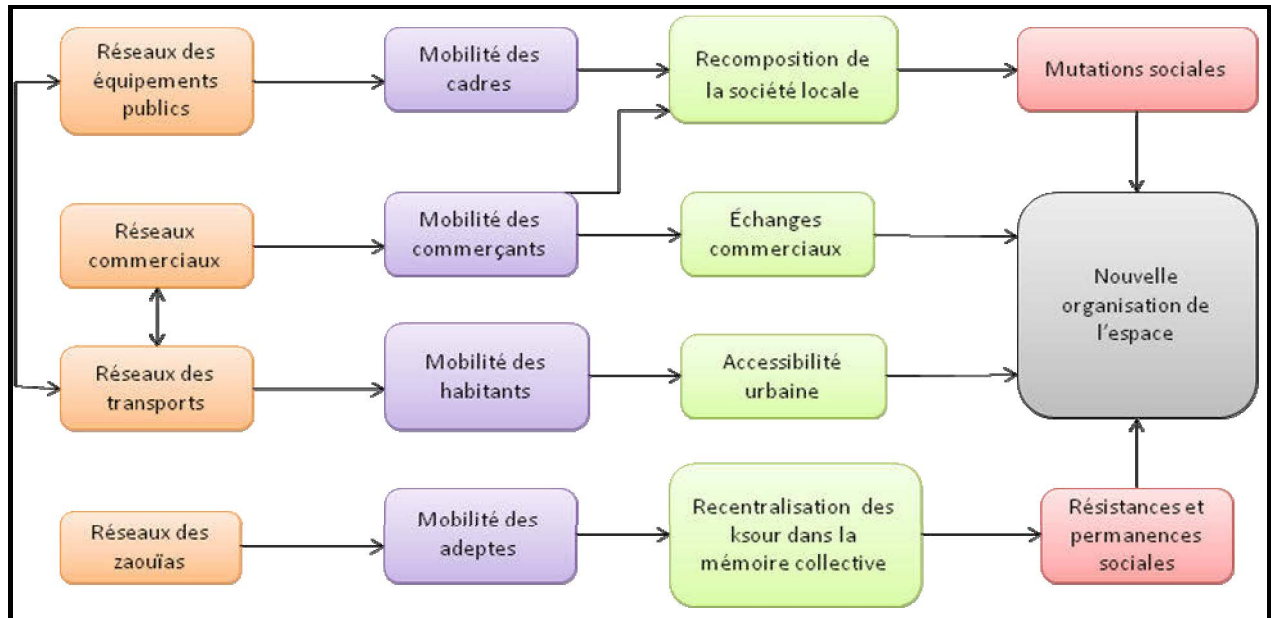 Réseaux des
équipements
publics
Mobilité des
cadres
Recomposition de
la société locale
Mutations sociales
Réseaux
commerciaux
Mobilité des
commerçants
Échanges
commerciaux
Nouvelle
organisation de
l'espace
Réseaux des
transports
Mobilité des
habitants
Accessibilité
urbaine
Réseaux des
zaouïas
Mobilité des
adeptes
Recentralisation des
ksour dans la
mémoire collective
Résistances et
permanences
sociales